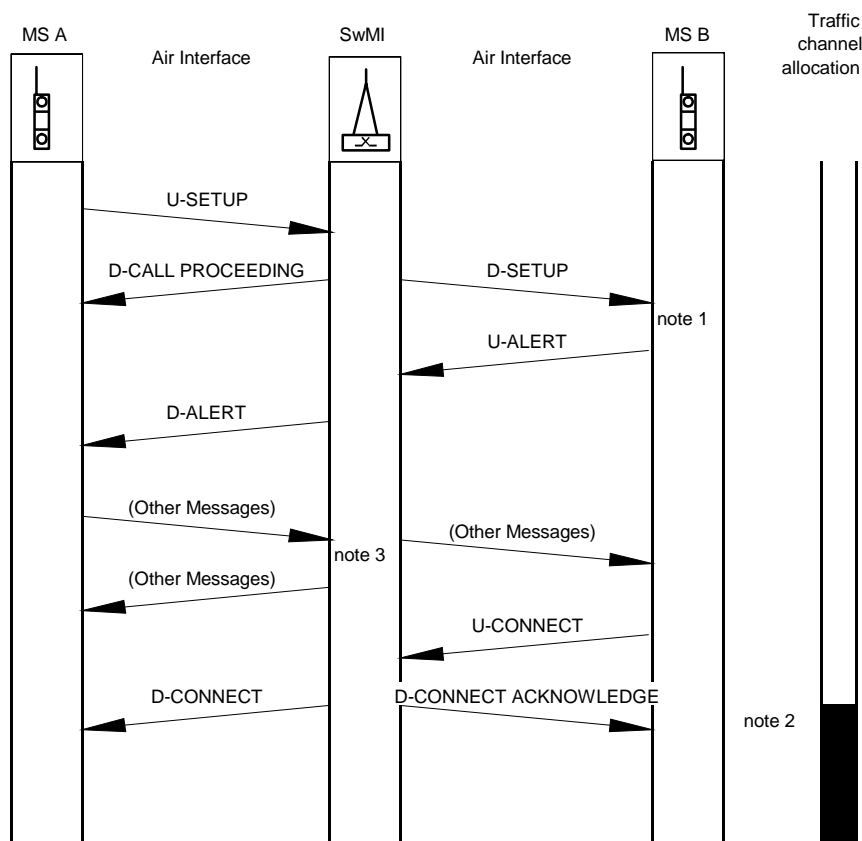 MS A
Air Interface
SwMI
Air Interface
MS B
Traffic
channel
allocation
U-SETUP
D-CALL PROCEEDING
D-SETUP
note 1
U-ALERT
D-ALERT
(Other Messages)
(Other Messages)
note 3
(Other Messages)
U-CONNECT
D-CONNECT
D-CONNECT ACKNOWLEDGE
note 2